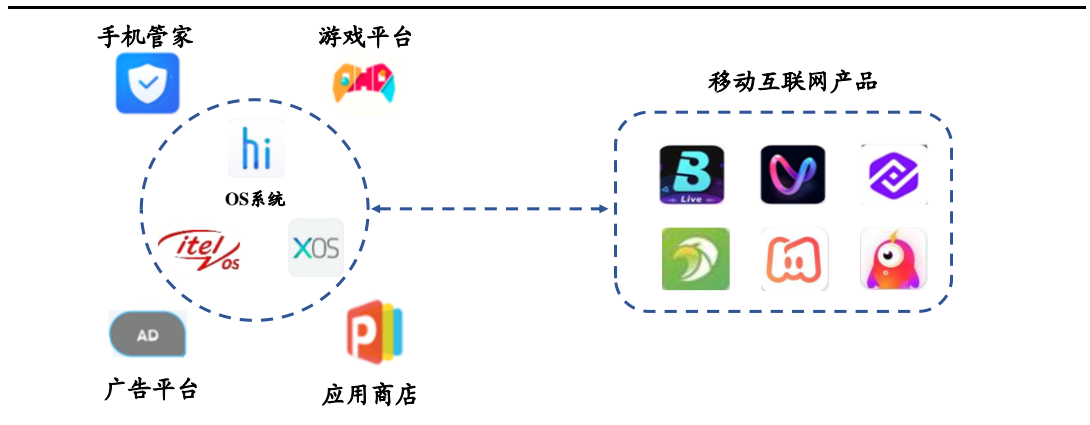 手机管家
游戏平台
移动互联网产品
hi
OS系统
B
Live
itel
OS
XOS
AD
P
广告平台
应用商店